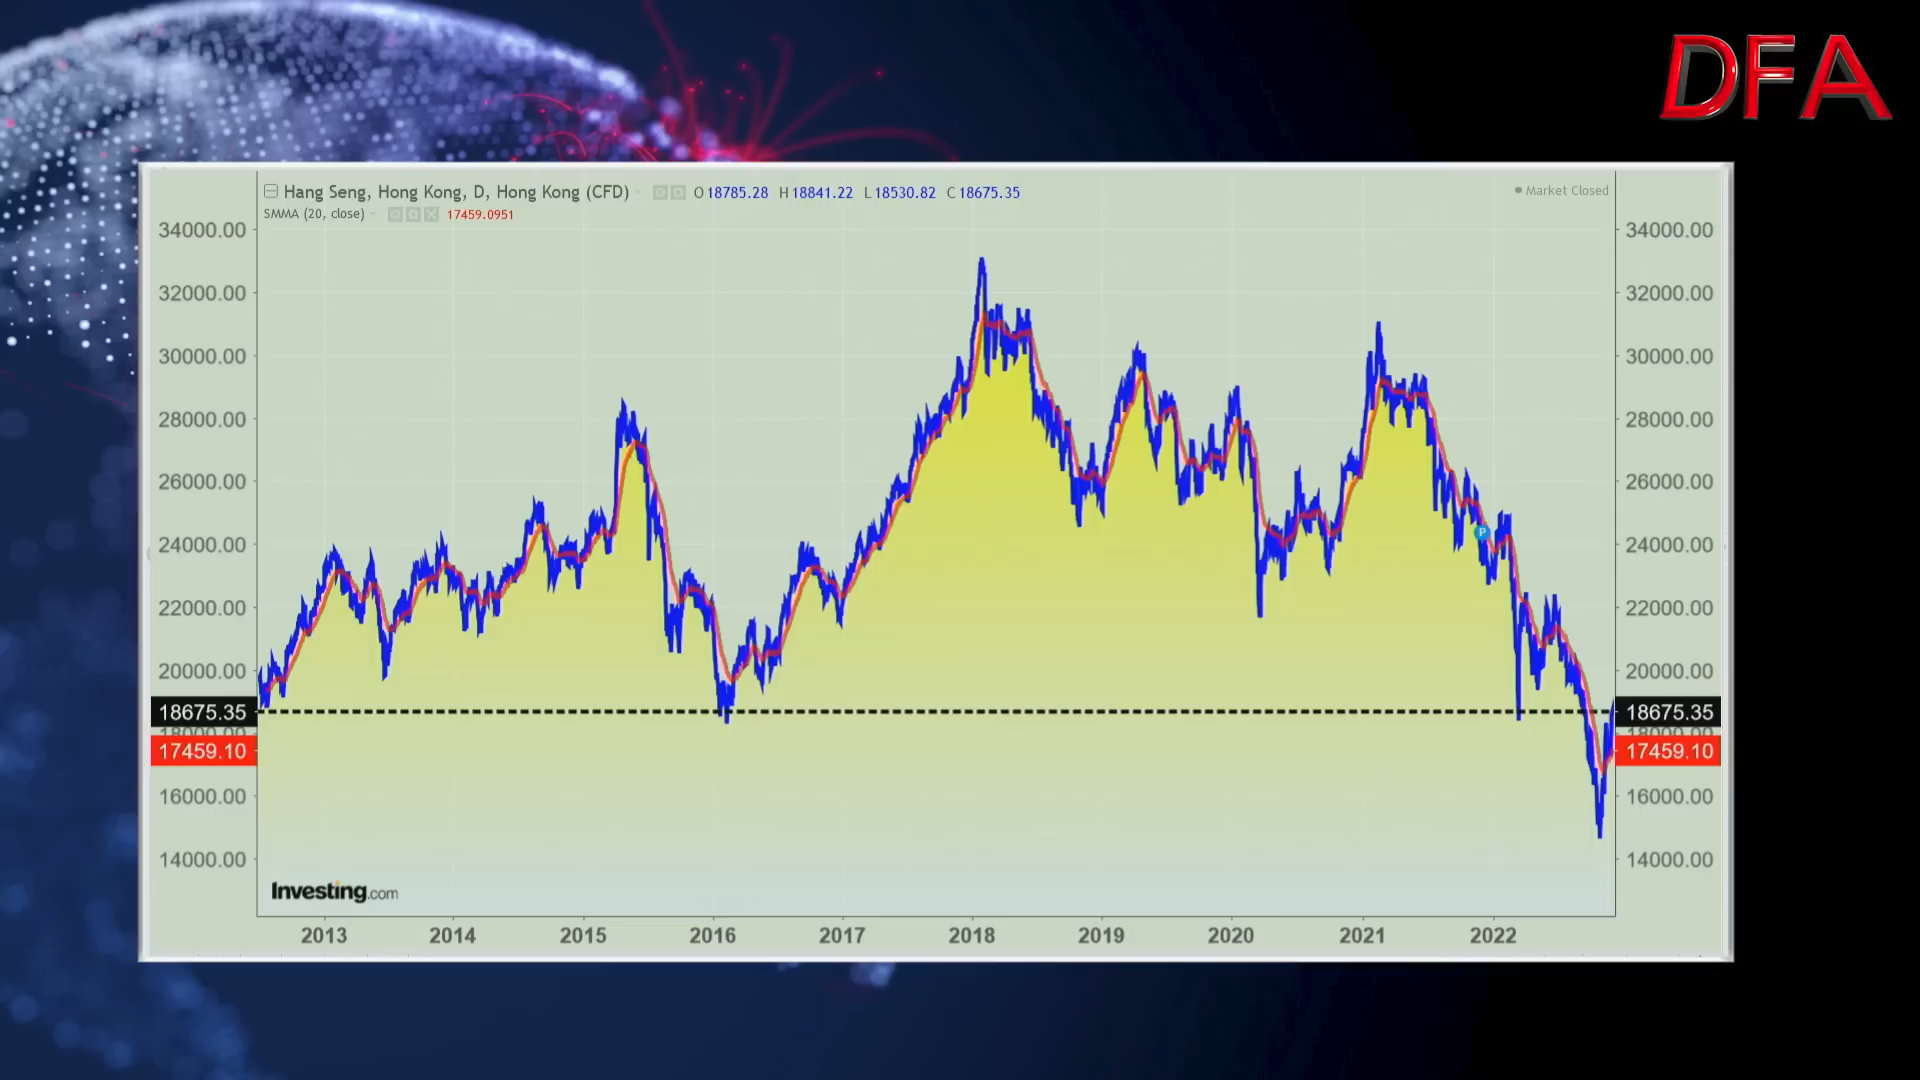 DFA
Hang Seng, Hong Kong, D, Hong Kong (CFD) O 18785.28 H 18841.22 L 18530.82 C 18675.35
Market Closed
SMMA (20, close) 17459.0951
34000.00 34000.00
32000.00 32000.00
30000.00 30000.00
28000.00 28000.00
26000.00 26000.00
24000.00 P 24000.00
22000.00 22000.00
20000.00 20000.00
18675.35 18675.35
18000.00 18000.00
17459.10 17459.10
16000.00 16000.00
14000.00 14000.00
Investing.com
2013 2014 2015 2016 2017 2018 2019 2020 2021 2022